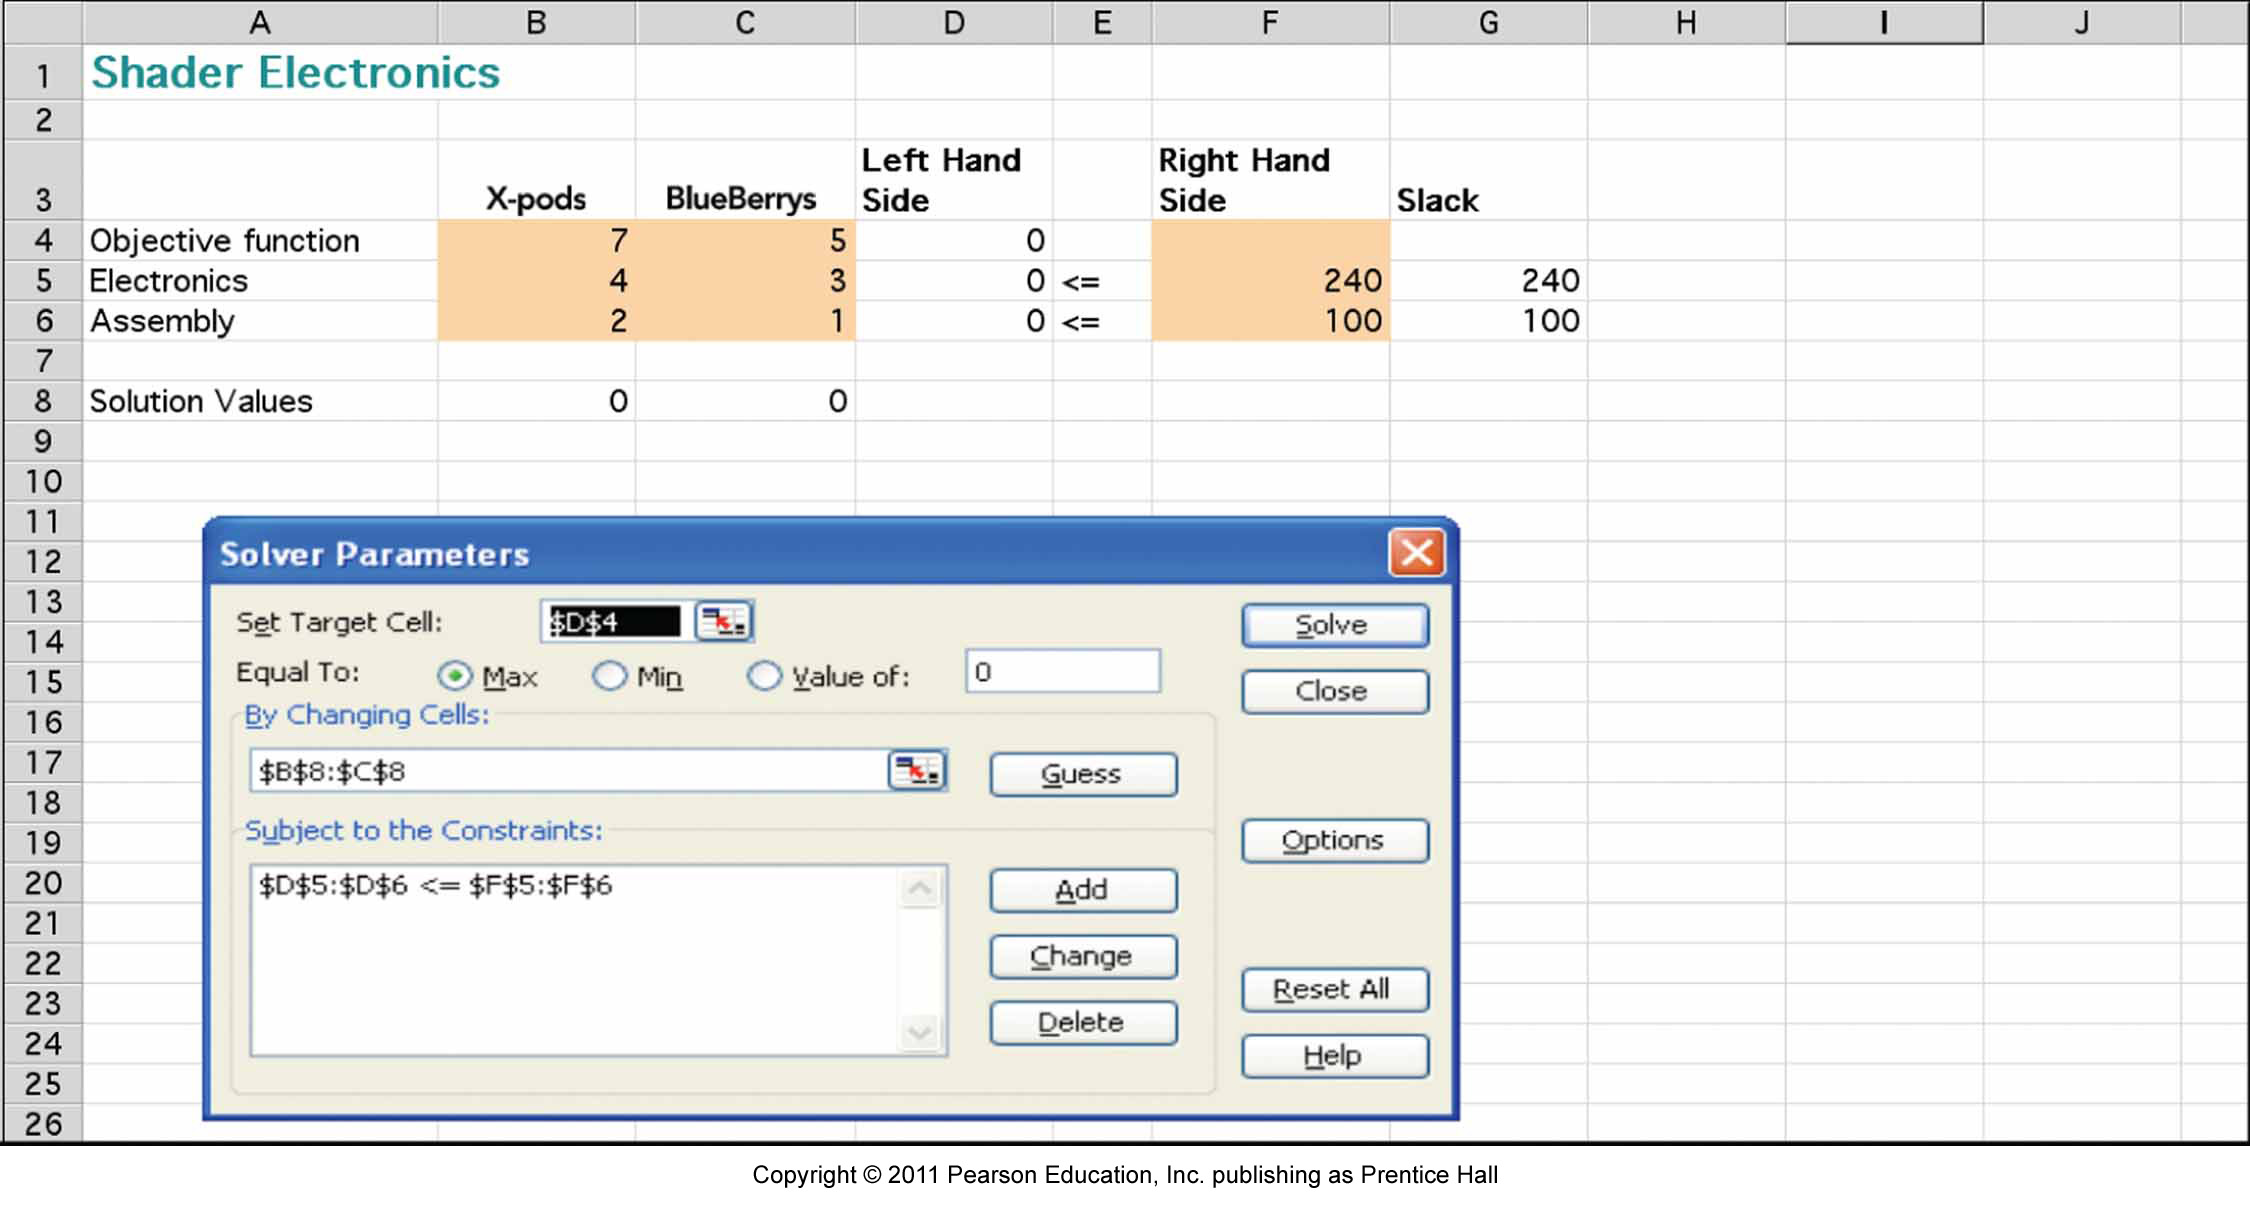 A B C D E F G H I J
1 Shader Electronics
2
3 X-pods BlueBerrys Left Hand Side Right Hand Side Slack
4 Objective function 7 5 0
5 Electronics 4 3 0 <= 240 240
6 Assembly 2 1 0 <= 100 100
7
8 Solution Values 0 0
9
10
11
12
13
14
15
16
17
18
19
20
21
22
23
24
25
26
Solver Parameters
Set Target Cell: $D$4 Solve
Equal To: Max Min Value of: 0 Close
By Changing Cells:
$B$8:$C$8 Guess
Subject to the Constraints: Options
$D$5:$D$6 <= $F$5:$F$6 Add
Change
Reset All
Delete
Help
Copyright © 2011 Pearson Education, Inc. publishing as Prentice Hall